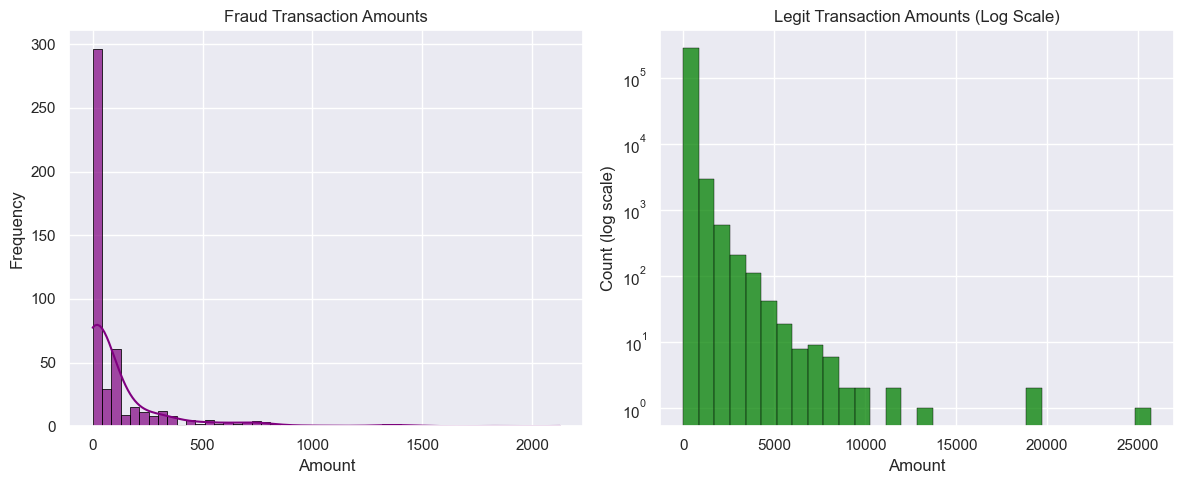 Fraud Transaction Amounts
300
250
200
150
100
50
0
Frequency
0 500 1000 1500 2000
Amount
Legit Transaction Amounts (Log Scale)
10^5
10^4
10^3
10^2
10^1
10^0
Count (log scale)
0 5000 10000 15000 20000 25000
Amount